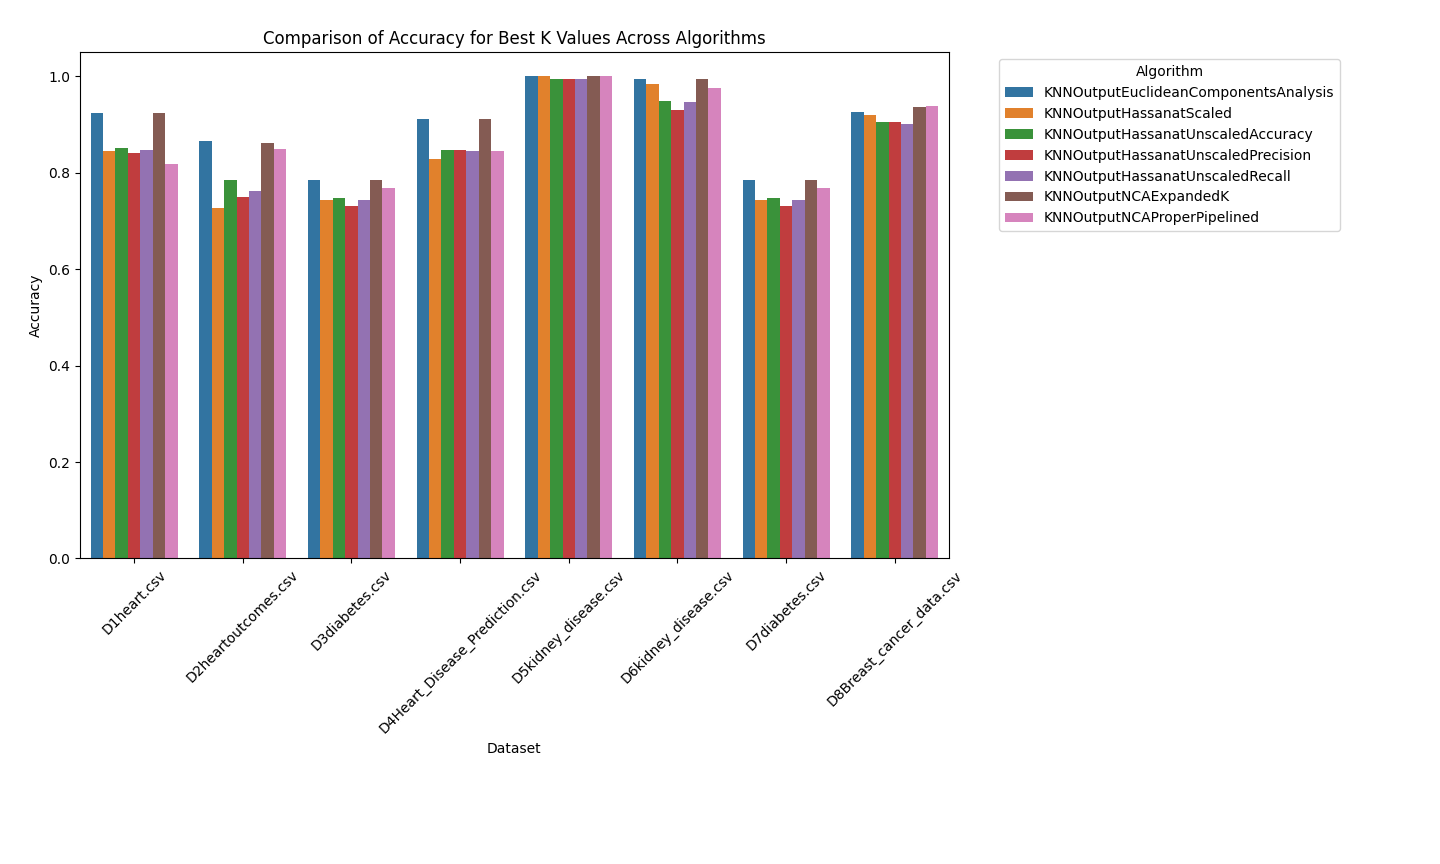 Comparison of Accuracy for Best K Values Across Algorithms
Accuracy
1.0
0.8
0.6
0.4
0.2
0.0
D1heart.csv
D2heartoutcomes.csv
D3diabetes.csv
D4Heart_Disease_Prediction.csv
D5kidney_disease.csv
D6kidney_disease.csv
D7diabetes.csv
D8Breast_cancer_data.csv
Dataset
Algorithm
KNNOutputEuclideanComponentsAnalysis
KNNOutputHassanatScaled
KNNOutputHassanatUnscaledAccuracy
KNNOutputHassanatUnscaledPrecision
KNNOutputHassanatUnscaledRecall
KNNOutputNCAExpandedK
KNNOutputNCAProperPipelined